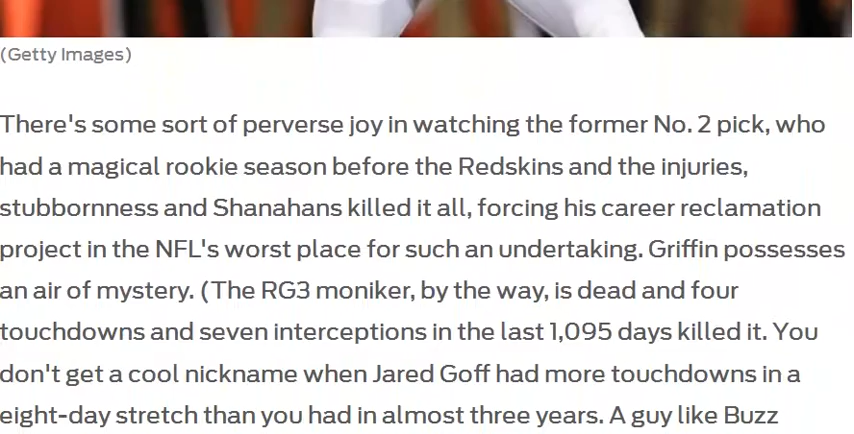 (Getty Images)
There's some sort of perverse joy in watching the former No. 2 pick, who
had a magical rookie season before the Redskins and the injuries,
stubbornness and Shanahans killed it all, forcing his career reclamation
project in the NFL's worst place for such an undertaking. Griffin possesses
an air of mystery. (The RG3 moniker, by the way, is dead and four
touchdowns and seven interceptions in the last 1,095 days killed it. You
don't get a cool nickname when Jared Goff had more touchdowns in a
eight-day stretch than you had in almost three years. A guy like Buzz